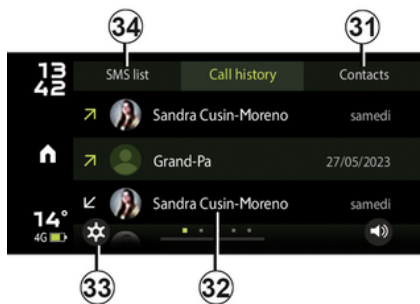 34
31
13
42
SMS list
Call history
Contacts
Sandra Cusin-Moreno
samedi
Grand-Pa
27/05/2023
Sandra Cusin-Moreno
samedi
14°
4G
33
32